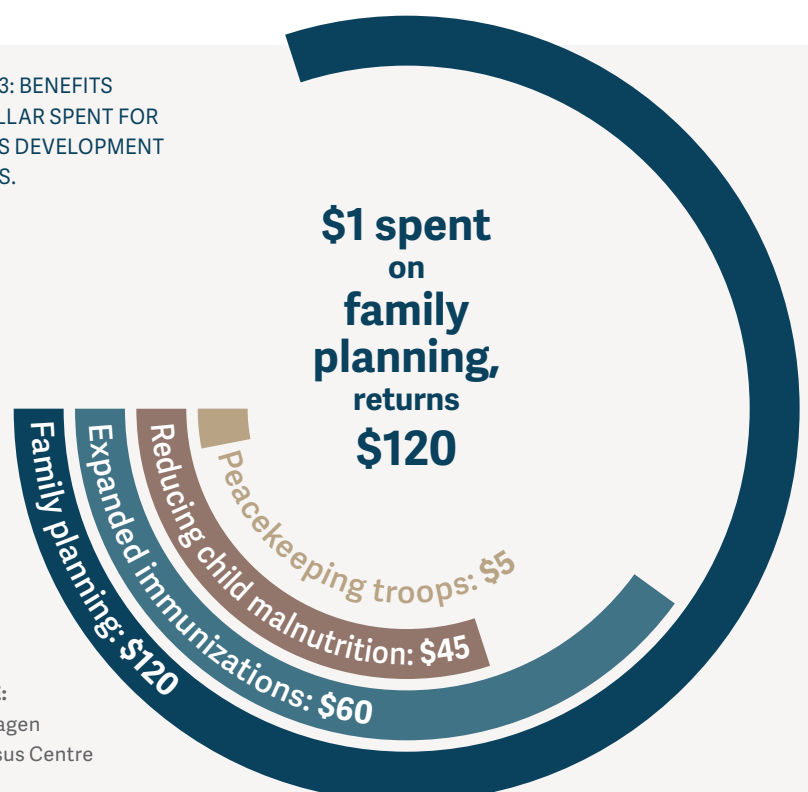 3: BENEFITS
LLAR SPENT FOR
S DEVELOPMENT
S.
$1 spent
on
family
planning,
returns
$120
Family planning: $120
Expanded immunizations: $60
Reducing child malnutrition: $45
Peacekeeping troops: $5
:
agen
sus Centre